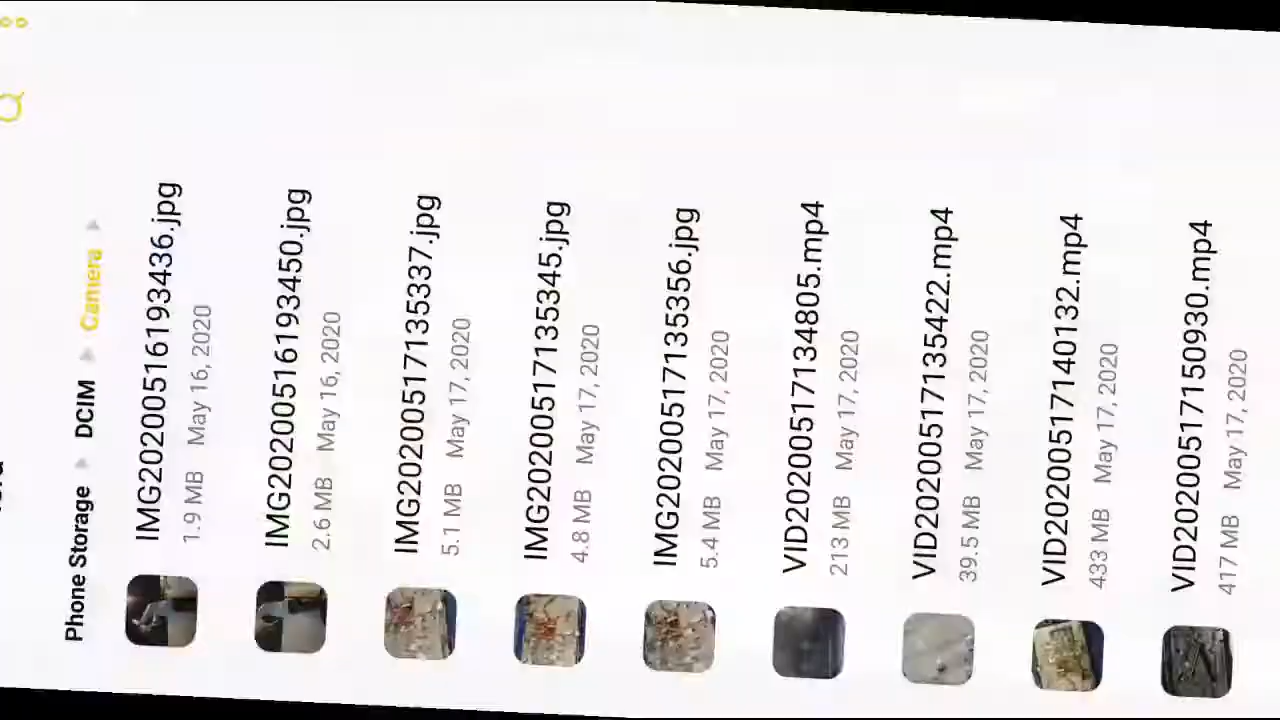 Phone Storage DCIM Camera
IMG20200516193436.jpg
1.9 MB May 16, 2020
IMG20200516193450.jpg
2.6 MB May 16, 2020
IMG20200517135337.jpg
5.1 MB May 17, 2020
IMG20200517135345.jpg
4.8 MB May 17, 2020
IMG20200517135356.jpg
5.4 MB May 17, 2020
VID20200517134805.mp4
213 MB May 17, 2020
VID20200517135422.mp4
39.5 MB May 17, 2020
VID20200517140132.mp4
433 MB May 17, 2020
VID20200517150930.mp4
417 MB May 17, 2020